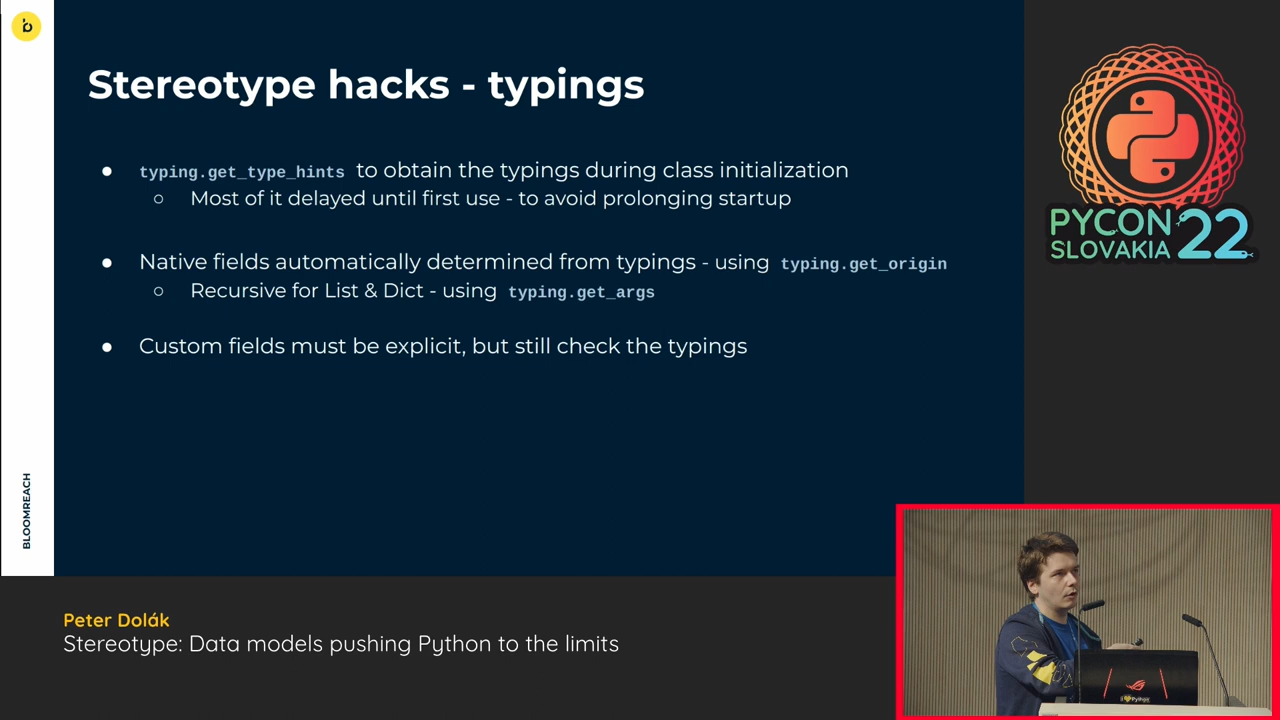 Stereotype hacks - typings
● typing.get_type_hints to obtain the typings during class initialization
○ Most of it delayed until first use - to avoid prolonging startup
● Native fields automatically determined from typings - using typing.get_origin
○ Recursive for List & Dict - using typing.get_args
● Custom fields must be explicit, but still check the typings
BLOOMREACH
PYCON
SLOVAKIA
22
Peter Dolák
Stereotype: Data models pushing Python to the limits